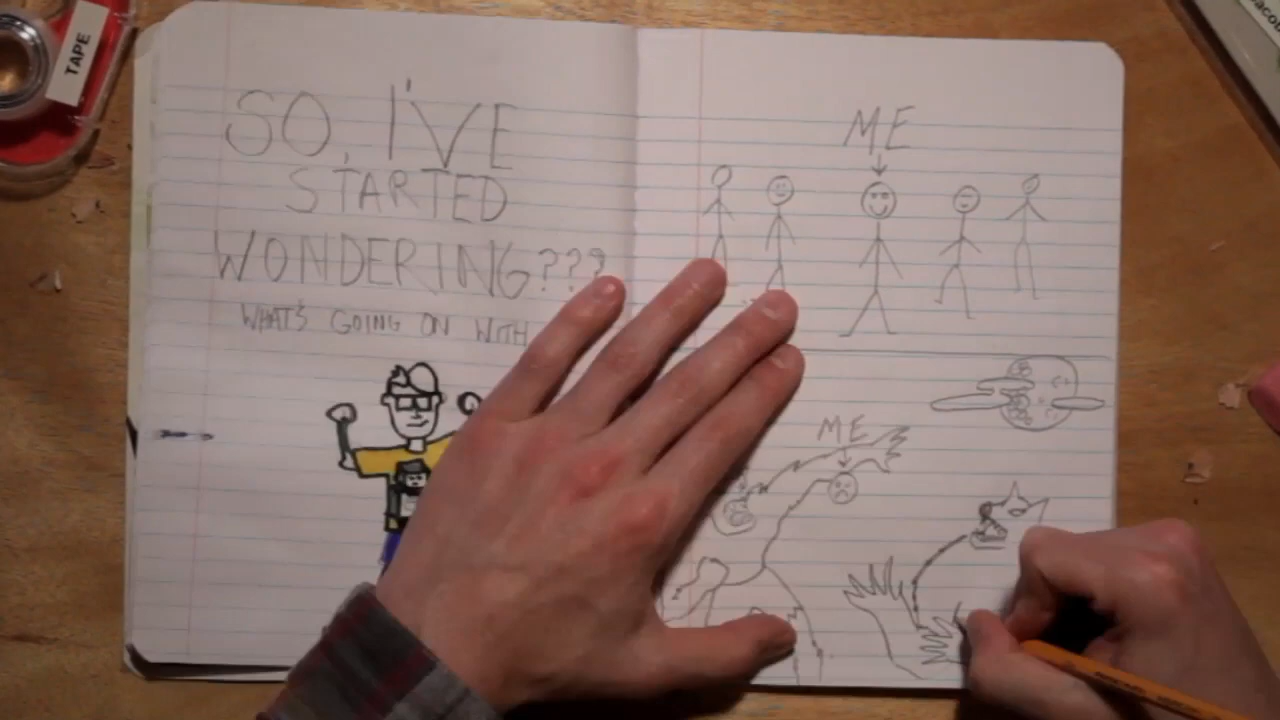 TAPE
SO, I'VE
STARTED
WONDERING???
WHAT'S GOING ON WITH
ME
ME